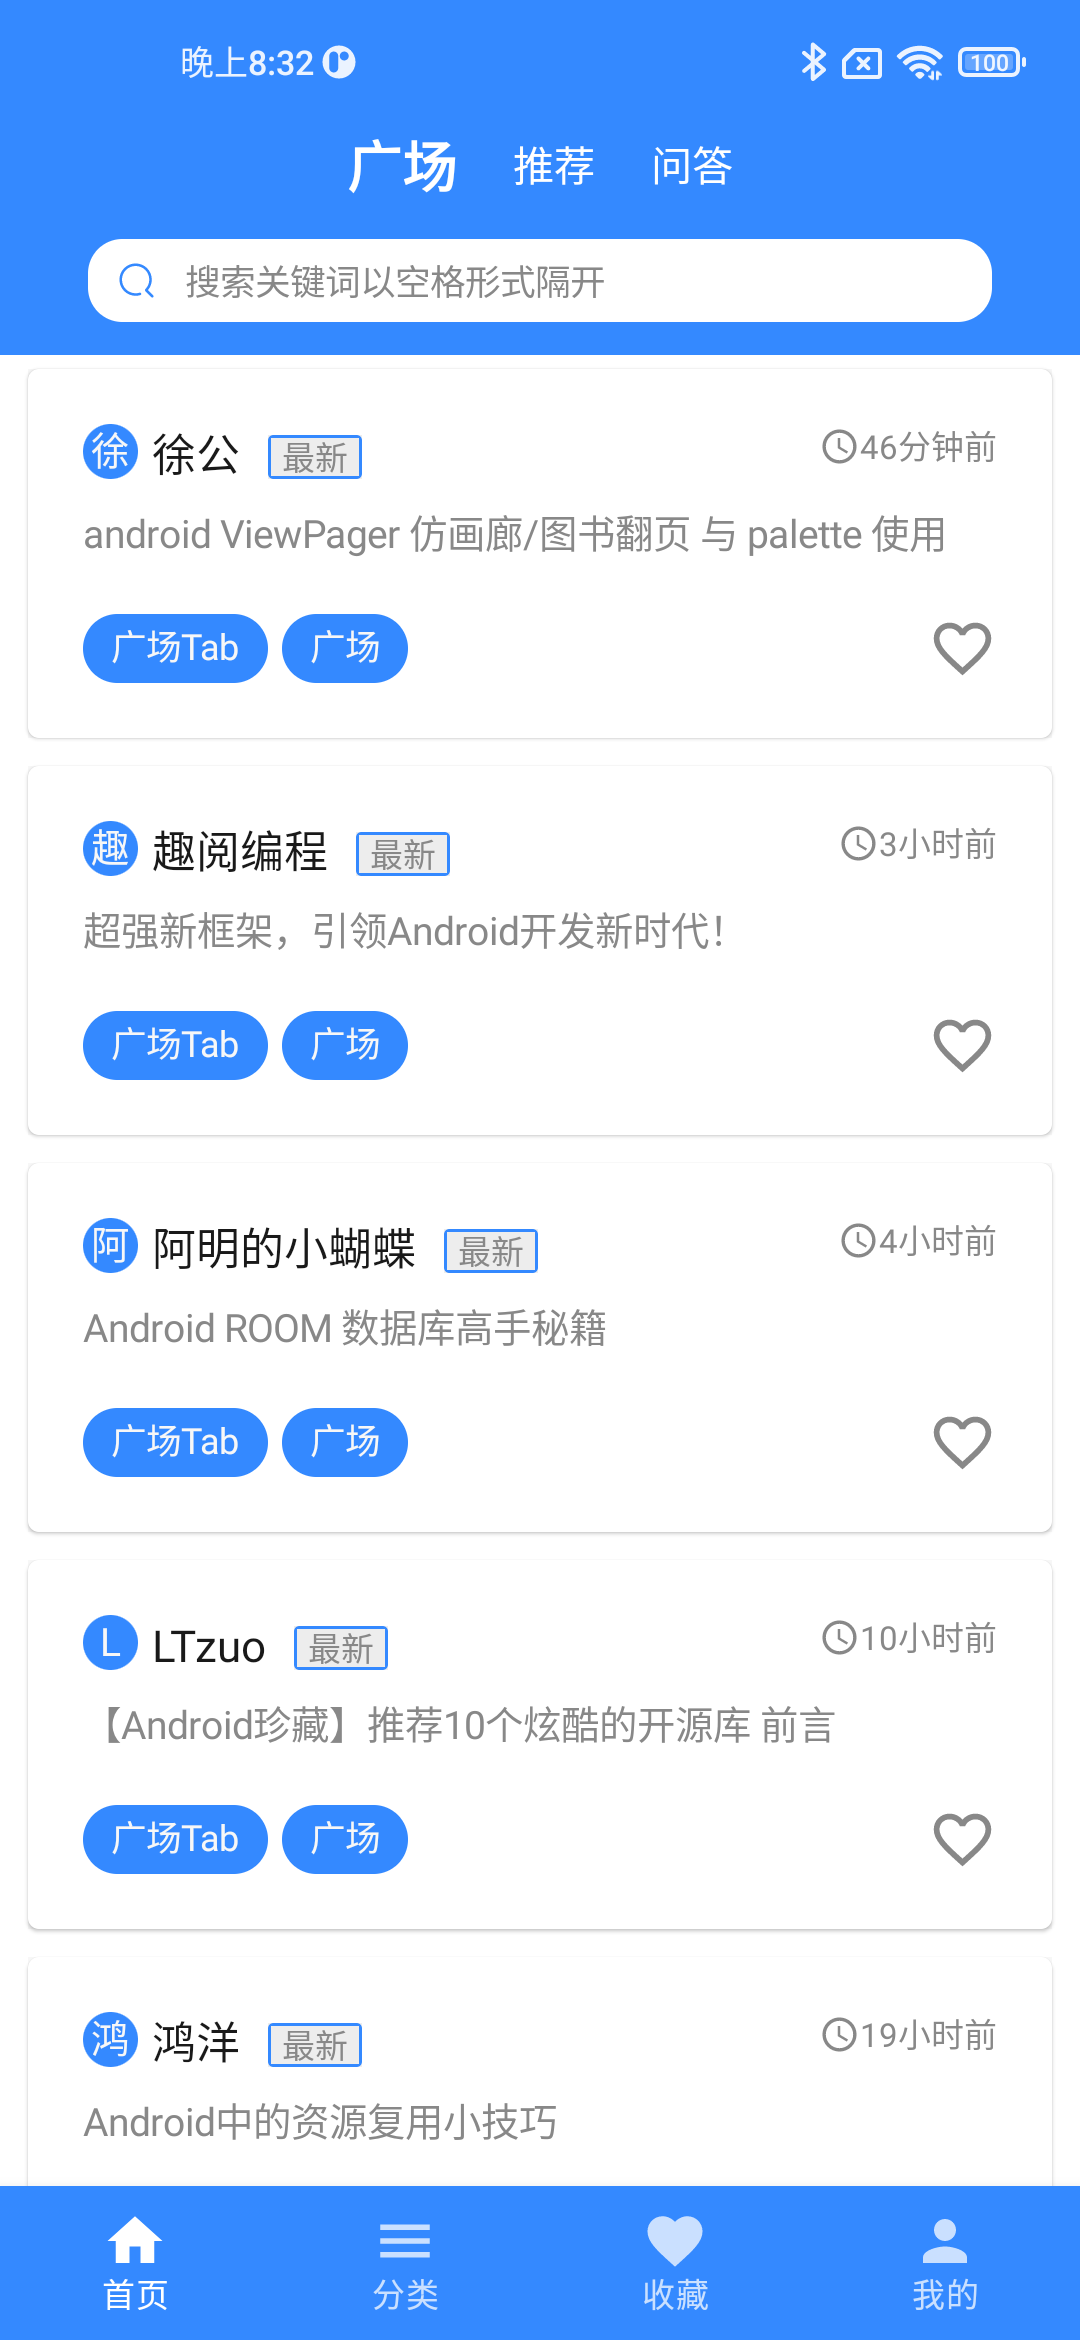 晚上8:32
100
广场 推荐 问答
搜索关键词以空格形式隔开
徐 徐公 最新 46分钟前
android ViewPager 仿画廊/图书翻页 与 palette 使用
广场Tab 广场
趣 趣阅编程 最新 3小时前
超强新框架，引领Android开发新时代！
广场Tab 广场
阿 阿明的小蝴蝶 最新 4小时前
Android ROOM 数据库高手秘籍
广场Tab 广场
L LTzuo 最新 10小时前
【Android珍藏】推荐10个炫酷的开源库 前言
广场Tab 广场
鸿 鸿洋 最新 19小时前
Android中的资源复用小技巧
首页 分类 收藏 我的